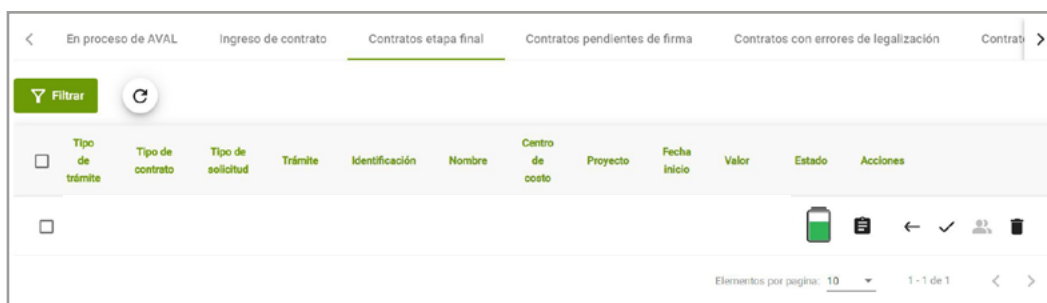 En proceso de AVAL Ingreso de contrato Contratos etapa final Contratos pendientes de firma Contratos con errores de legalización Contrat
Filtrar
Tipo de trámite Tipo de contrato Tipo de solicitud Trámite Identificación Nombre Centro de costo Proyecto Fecha inicio Valor Estado Acciones
Elementos por pagina: 10 1 - 1 de 1